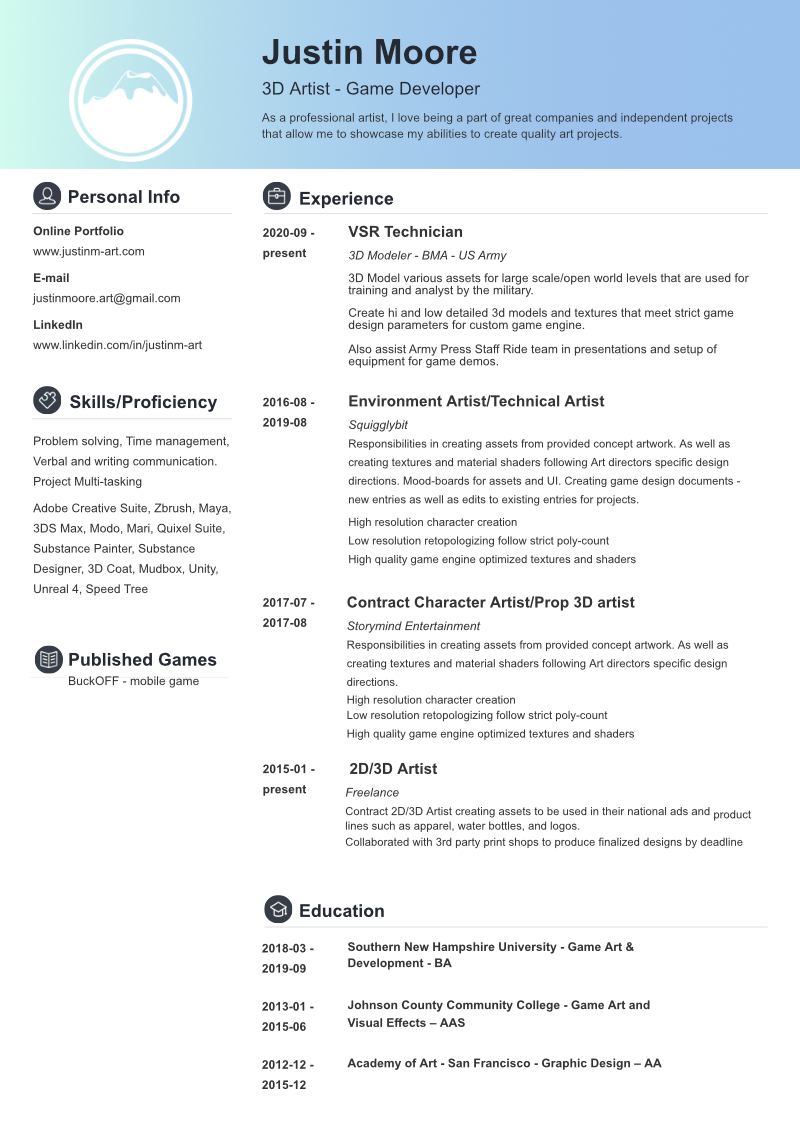 Justin Moore
3D Artist - Game Developer
As a professional artist, I love being a part of great companies and independent projects
that allow me to showcase my abilities to create quality art projects.
Personal Info
Online Portfolio
www.justinm-art.com
E-mail
justinmoore.art@gmail.com
LinkedIn
www.linkedin.com/in/justinm-art
Skills/Proficiency
Problem solving, Time management,
Verbal and writing communication.
Project Multi-tasking
Adobe Creative Suite, Zbrush, Maya,
3DS Max, Modo, Mari, Quixel Suite,
Substance Painter, Substance
Designer, 3D Coat, Mudbox, Unity,
Unreal 4, Speed Tree
Published Games
BuckOFF - mobile game
Experience
2020-09 -
present
VSR Technician
3D Modeler - BMA - US Army
3D Model various assets for large scale/open world levels that are used for
training and analyst by the military.
Create hi and low detailed 3d models and textures that meet strict game
design parameters for custom game engine.
Also assist Army Press Staff Ride team in presentations and setup of
equipment for game demos.
2016-08 -
2019-08
Environment Artist/Technical Artist
Squigglybit
Responsibilities in creating assets from provided concept artwork. As well as
creating textures and material shaders following Art directors specific design
directions. Mood-boards for assets and UI. Creating game design documents -
new entries as well as edits to existing entries for projects.
High resolution character creation
Low resolution retopologizing follow strict poly-count
High quality game engine optimized textures and shaders
2017-07 -
2017-08
Contract Character Artist/Prop 3D artist
Storymind Entertainment
Responsibilities in creating assets from provided concept artwork. As well as
creating textures and material shaders following Art directors specific design
directions.
High resolution character creation
Low resolution retopologizing follow strict poly-count
High quality game engine optimized textures and shaders
2015-01 -
present
2D/3D Artist
Freelance
Contract 2D/3D Artist creating assets to be used in their national ads and product
lines such as apparel, water bottles, and logos.
Collaborated with 3rd party print shops to produce finalized designs by deadline
Education
2018-03 -
2019-09
Southern New Hampshire University - Game Art &
Development - BA
2013-01 -
2015-06
Johnson County Community College - Game Art and
Visual Effects – AAS
2012-12 -
2015-12
Academy of Art - San Francisco - Graphic Design – AA